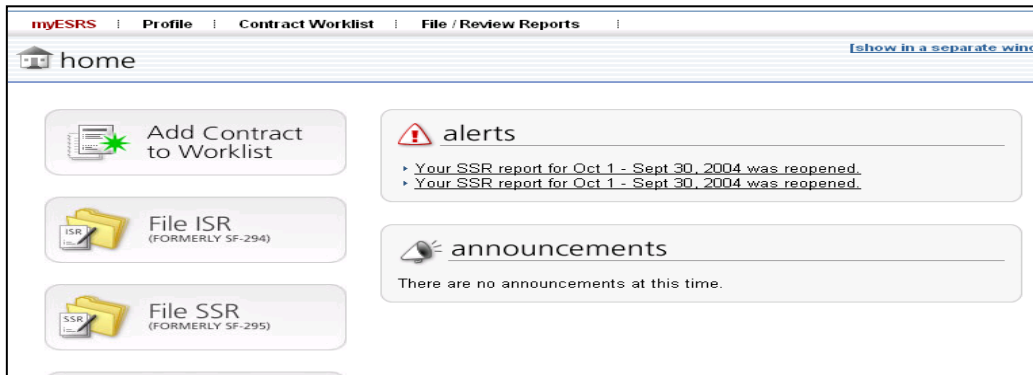 myESRS Profile Contract Worklist File / Review Reports
[show in a separate wind
home
Add Contract
to Worklist
ISR
File ISR
(FORMERLY SF-294)
SSR
File SSR
(FORMERLY SF-295)
alerts
Your SSR report for Oct 1 - Sept 30, 2004 was reopened.
Your SSR report for Oct 1 - Sept 30, 2004 was reopened.
announcements
There are no announcements at this time.